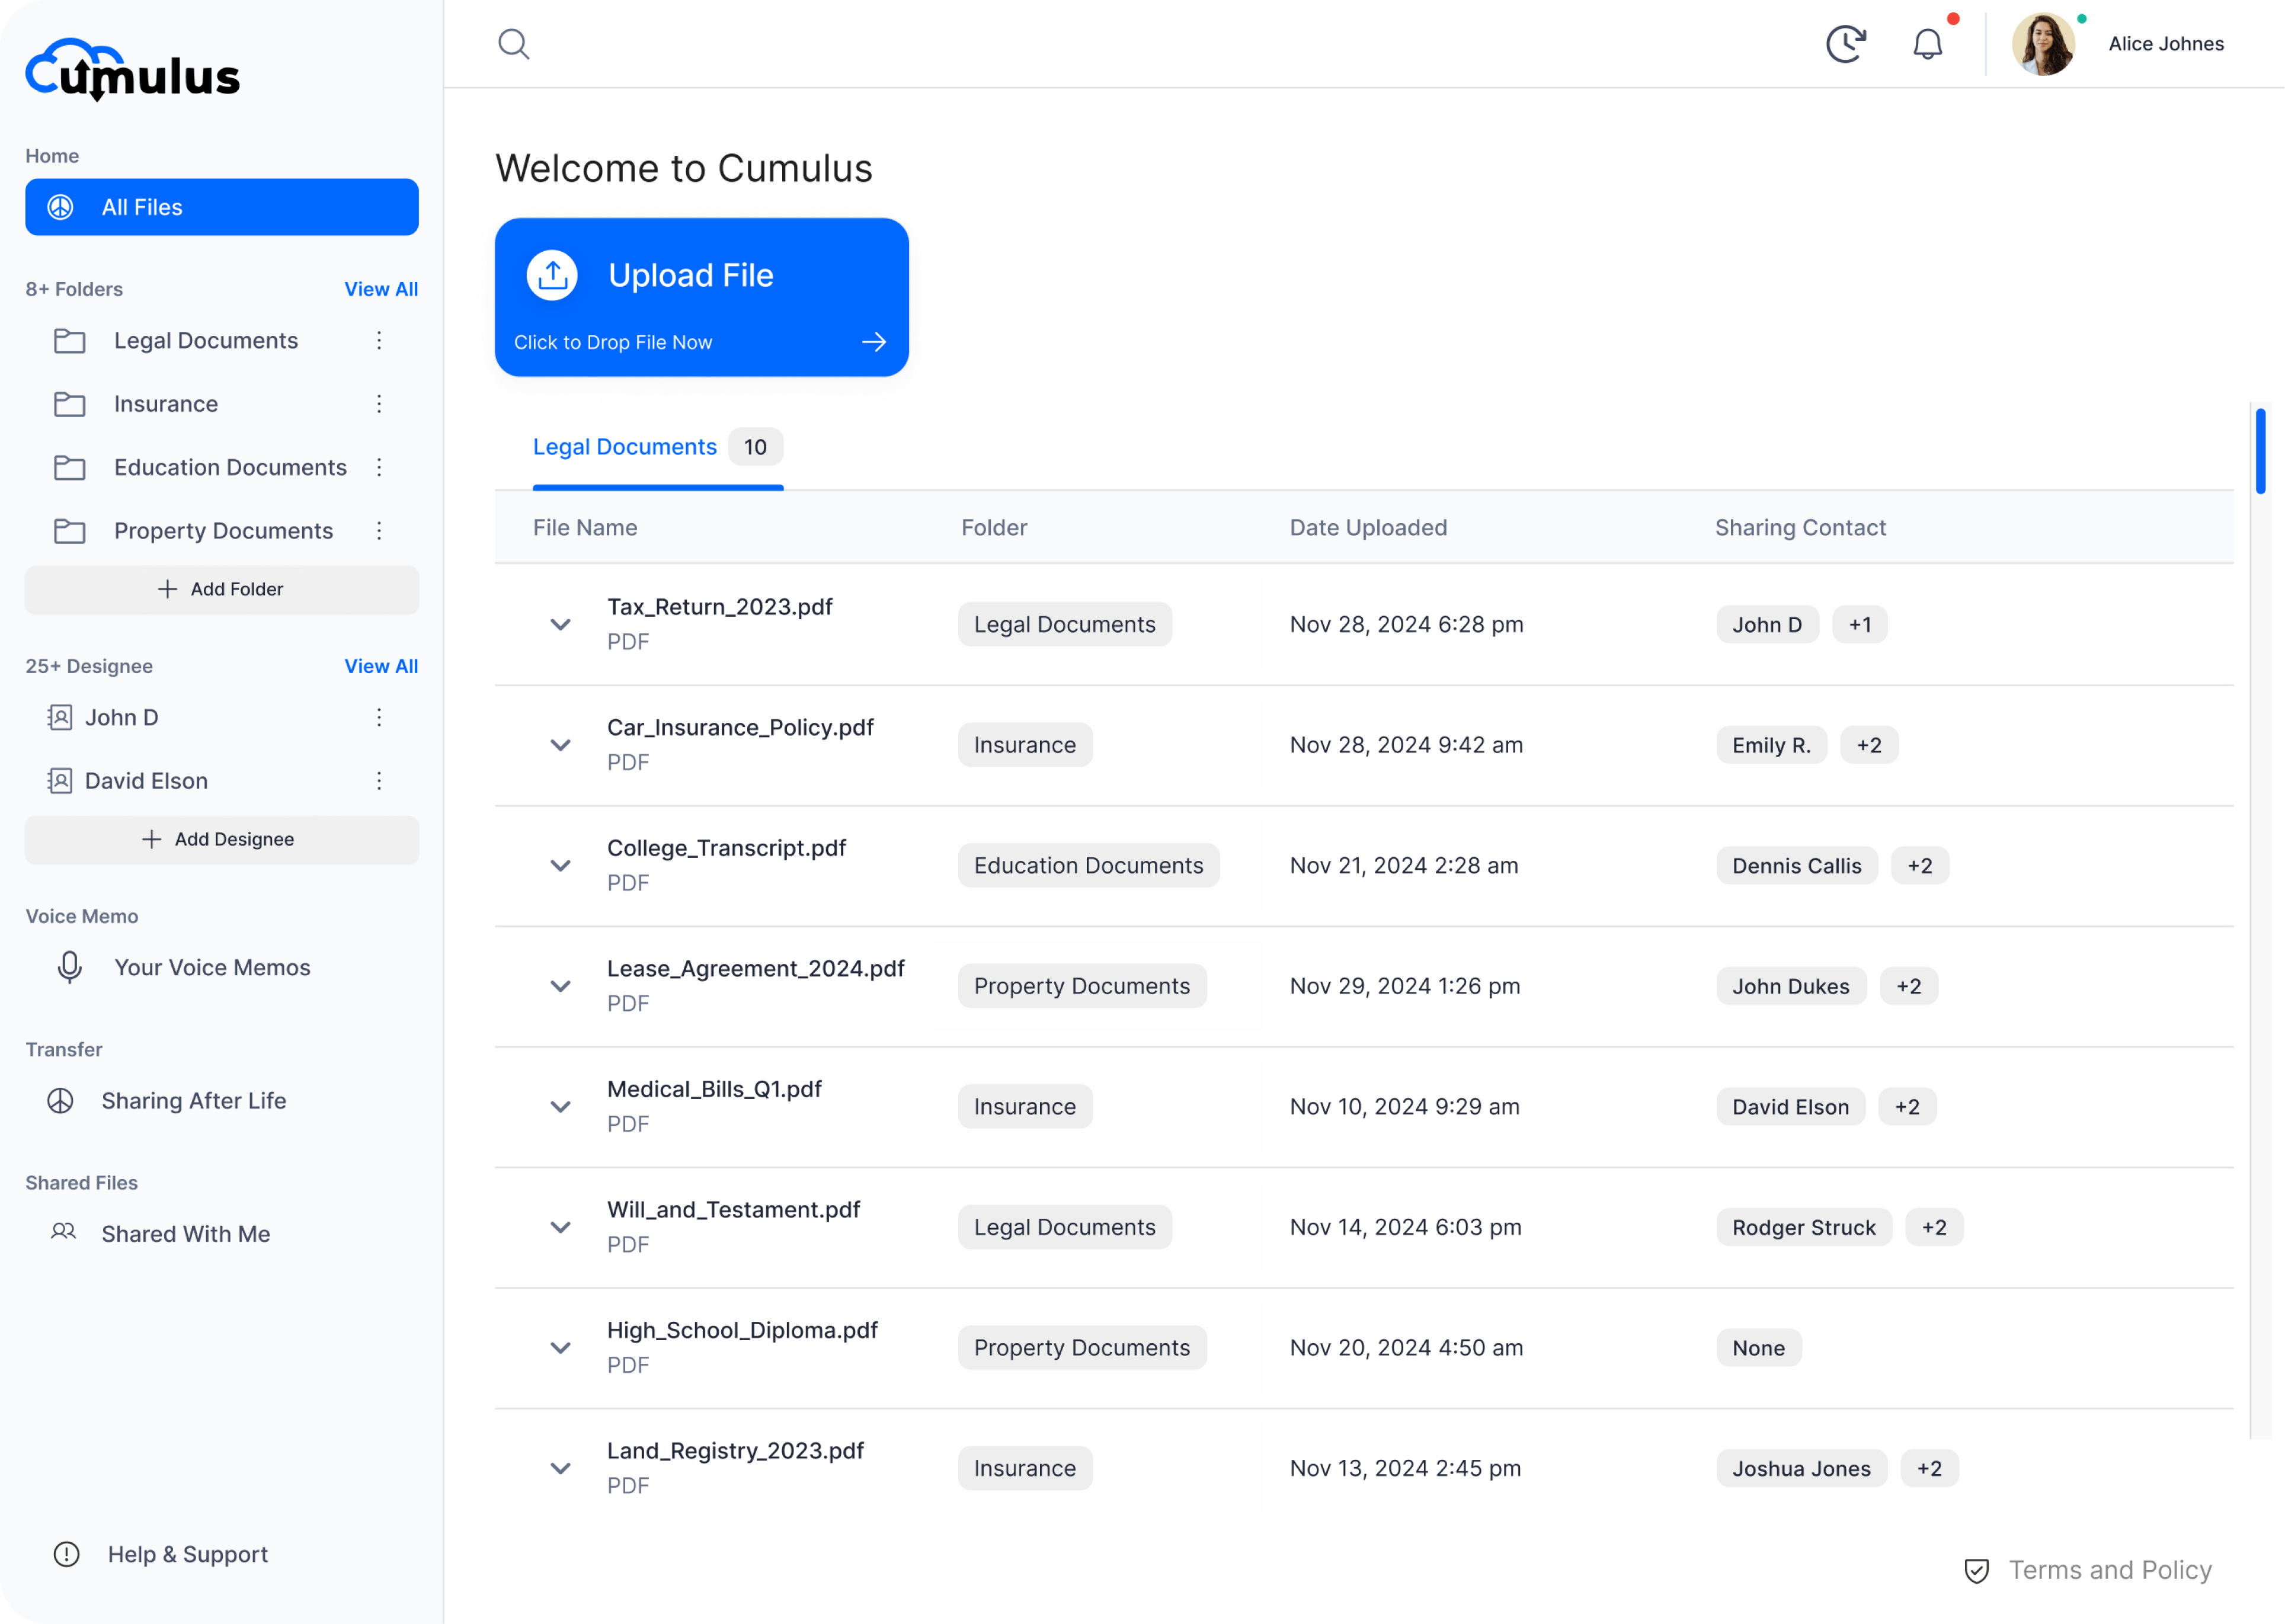 Cumulus
Alice Johnes
Home
All Files
8+ Folders View All
Legal Documents
Insurance
Education Documents
Property Documents
Add Folder
25+ Designee View All
John D
David Elson
Add Designee
Voice Memo
Your Voice Memos
Transfer
Sharing After Life
Shared Files
Shared With Me
Help & Support
Welcome to Cumulus
Upload File
Click to Drop File Now
Legal Documents 10
File Name Folder Date Uploaded Sharing Contact
Tax_Return_2023.pdf
PDF
Legal Documents Nov 28, 2024 6:28 pm John D +1
Car_Insurance_Policy.pdf
PDF
Insurance Nov 28, 2024 9:42 am Emily R. +2
College_Transcript.pdf
PDF
Education Documents Nov 21, 2024 2:28 am Dennis Callis +2
Lease_Agreement_2024.pdf
PDF
Property Documents Nov 29, 2024 1:26 pm John Dukes +2
Medical_Bills_Q1.pdf
PDF
Insurance Nov 10, 2024 9:29 am David Elson +2
Will_and_Testament.pdf
PDF
Legal Documents Nov 14, 2024 6:03 pm Rodger Struck +2
High_School_Diploma.pdf
PDF
Property Documents Nov 20, 2024 4:50 am None
Land_Registry_2023.pdf
PDF
Insurance Nov 13, 2024 2:45 pm Joshua Jones +2
Terms and Policy